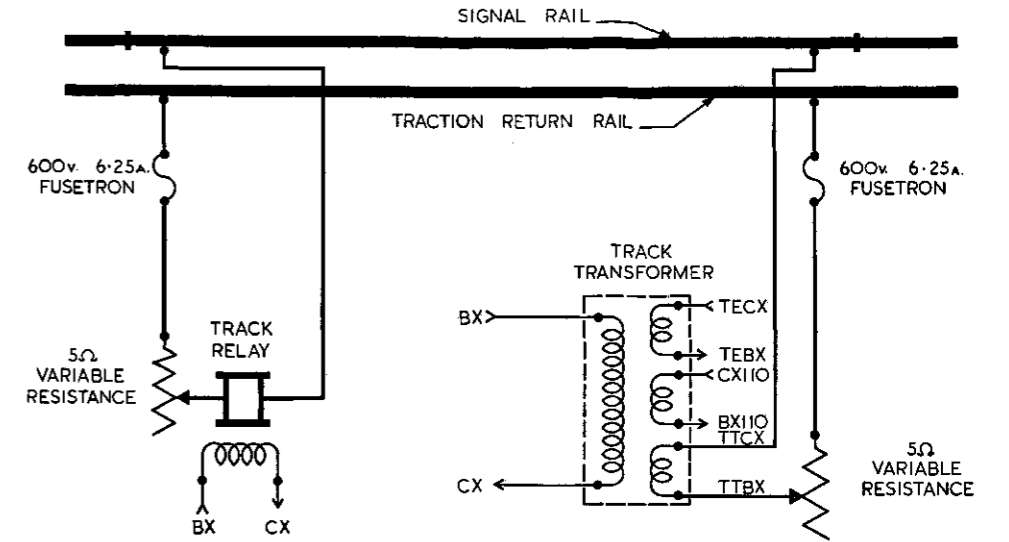 SIGNAL RAIL
TRACTION RETURN RAIL
600v. 6·25A.
FUSETRON
600v. 6·25A.
FUSETRON
TRACK
TRANSFORMER
BX
TECX
TEBX
CX110
BX110
TTCX
TTBX
CX
TRACK
RELAY
5Ω
VARIABLE
RESISTANCE
5Ω
VARIABLE
RESISTANCE
BX
CX